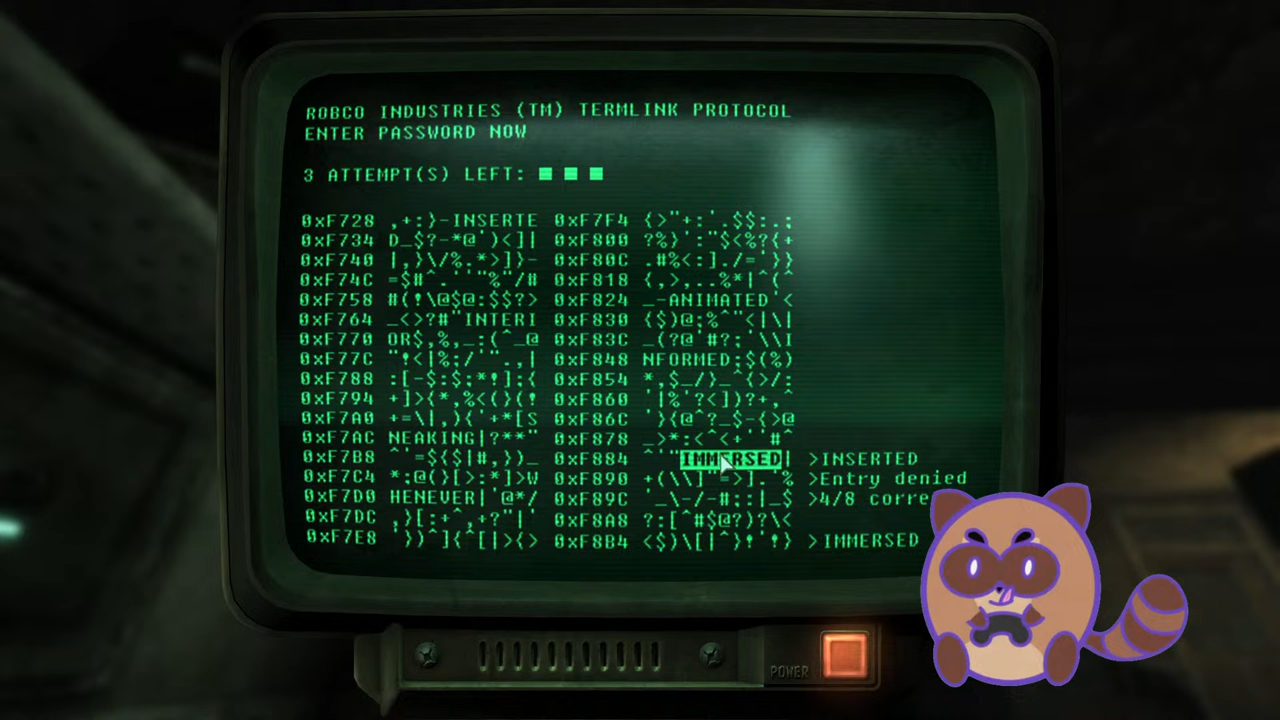 ROBCO INDUSTRIES (TM) TERMLINK PROTOCOL
ENTER PASSWORD NOW
3 ATTEMPT(S) LEFT: ■ ■ ■
0xF728 ,+:}-INSERTE 0xF7F4 {>"+:'.$$:.;
0xF734 D_$?-*@')<]| 0xF800 ?%}':"$<%?{+
0xF740 |,}\/%.*>]}- 0xF80C .#%<:]./='}}
0xF74C =$#^.''"%"/# 0xF818 {,>,..%*|^(^
0xF758 #(!\@$@:$$?> 0xF824 _-ANIMATED'<
0xF764 _<>?#"INTERI 0xF830 {$)@;%^"<|\|
0xF770 OR$,%,_:(^_@ 0xF83C _(?@'#?;'\\I
0xF77C "!<|%;/'".,| 0xF848 NFORMED;$(%)
0xF788 :[-$:$;*!];{ 0xF854 *,$_/}_^{>/:
0xF794 +]>{*,%<(}(! 0xF860 '|%'?<])?+,^
0xF7A0 +=\|,){'+*[S 0xF86C '}{@^?_$-{>@
0xF7AC NEAKING|?**" 0xF878 _>*:<^<+''#^
0xF7B8 ^'=${$|#,})_ 0xF884 ^'"IMMERSED| >INSERTED
0xF7C4 *;@()[>:*]>W 0xF890 +(\\]"=>].'% >Entry denied
0xF7D0 HENEVER|'@*/ 0xF89C '_\-/-#;:|_$ >4/8 corre
0xF7DC ,}[:+^,+?"|' 0xF8A8 ?:[^#$@?)?\<
0xF7E8 '})^]{^[|>{> 0xF8B4 <$)\[|^}!'!} >IMMERSED
POWER